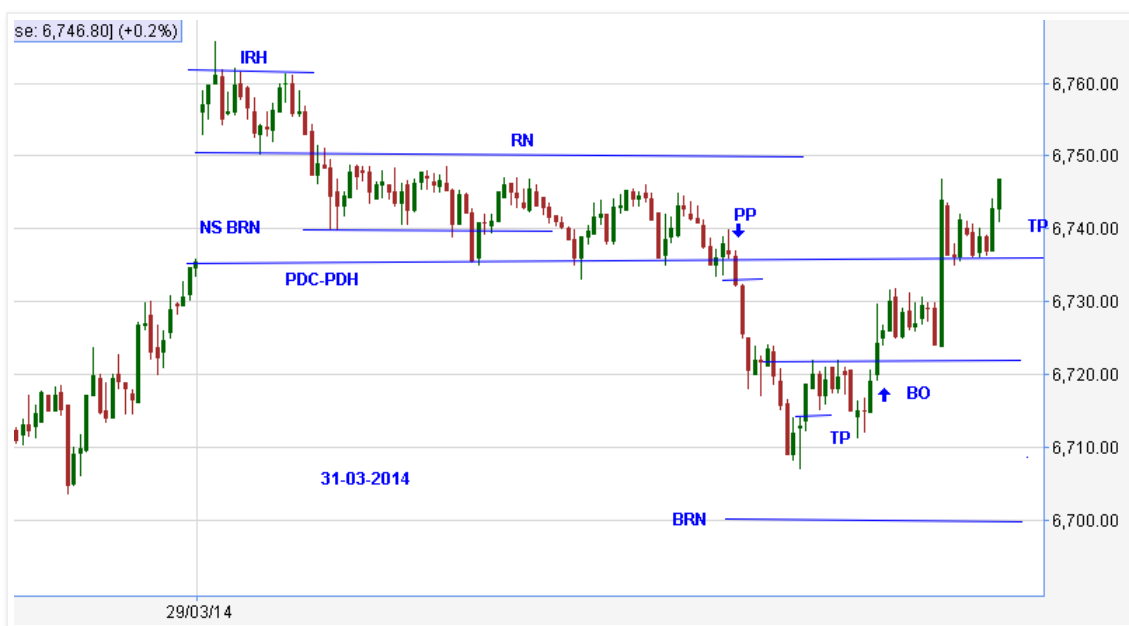 se: 6,746.80] (+0.2%)
IRH
6,760.00
RN
6,750.00
PP
NS BRN
TP
6,740.00
PDC-PDH
6,730.00
6,720.00
BO
TP
6,710.00
31-03-2014
BRN
6,700.00
29/03/14